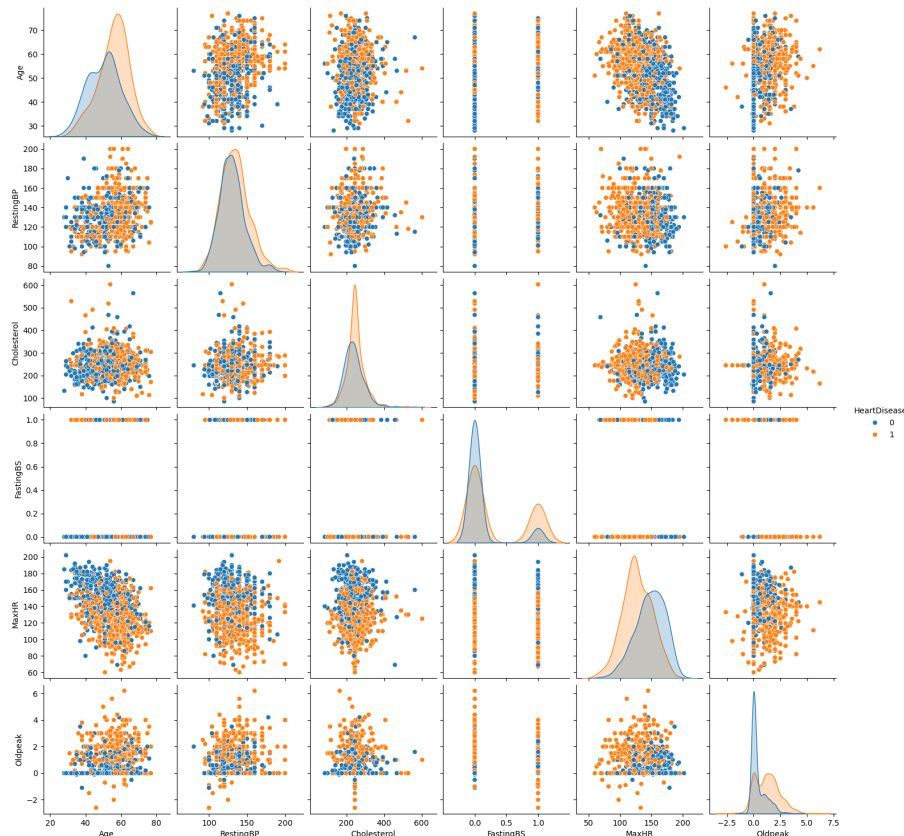 Age
70
60
50
40
30
RestingBP
200
180
160
140
120
100
80
Cholesterol
600
500
400
300
200
100
FastingBS
1.0
0.8
0.6
0.4
0.2
0.0
HeartDisease
0
1
MaxHR
200
180
160
140
120
100
80
60
Oldpeak
6
4
2
0
−2
20 40 60 80
100 150 200
200 400 600
0.0 0.5 1.0
50 100 150 200
−2.5 0.0 2.5 5.0 7.5
Age RestingBP Cholesterol FastingBS MaxHR Oldpeak